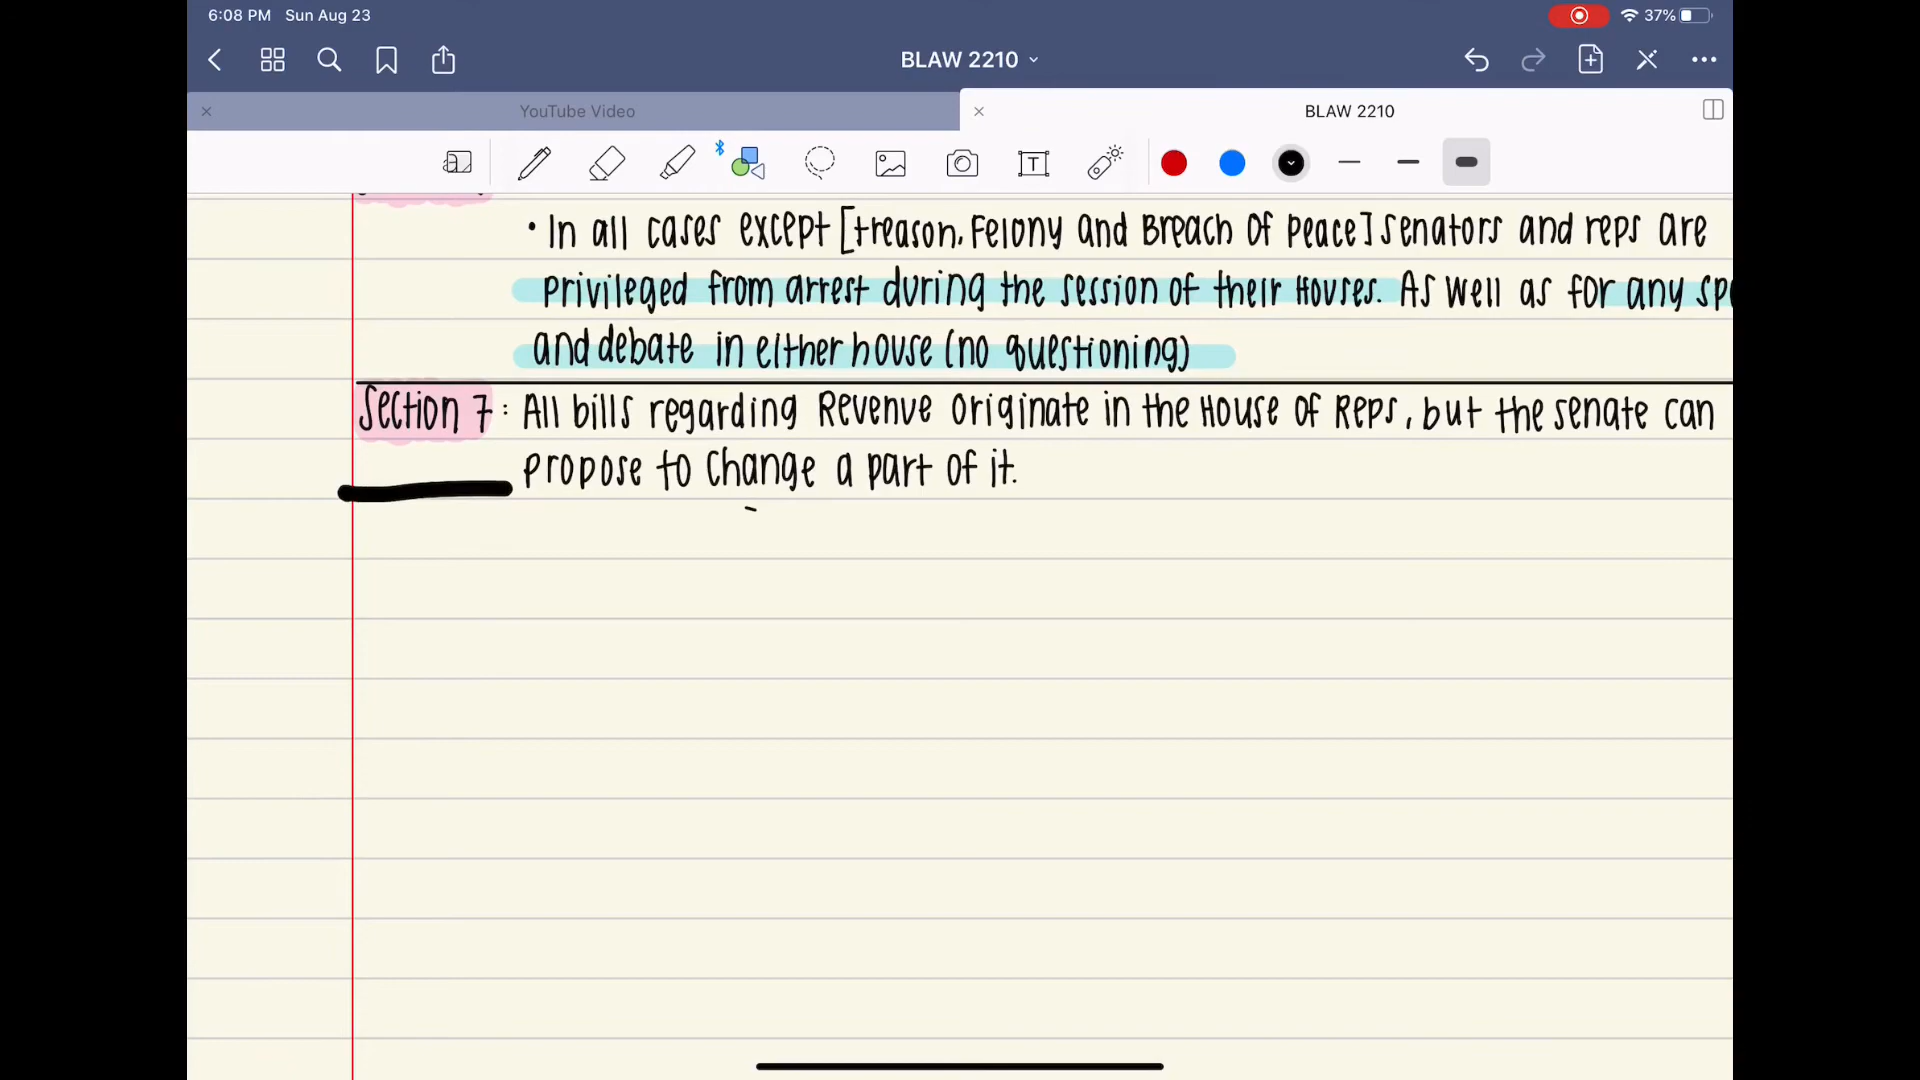 6:08 PM Sun Aug 23
37%
BLAW 2210
YouTube Video
BLAW 2210
• In all cases except [treason, Felony and Breach of Peace] senators and reps are
privileged from arrest during the session of their Houses. As well as for any
and debate in either house (no questioning)
Section 7: All bills regarding Revenue originate in the House of Reps, but the senate can
propose to change a part of it.